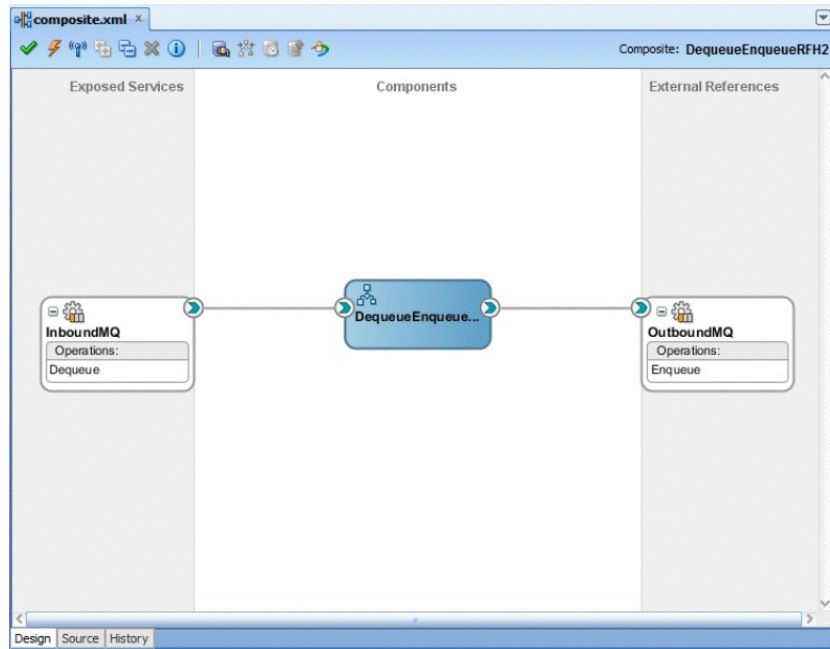 composite.xml
Composite: DequeueEnqueueRFH2
Exposed Services
Components
External References
InboundMQ
Operations:
Dequeue
DequeueEnqueue...
OutboundMQ
Operations:
Enqueue
Design Source History